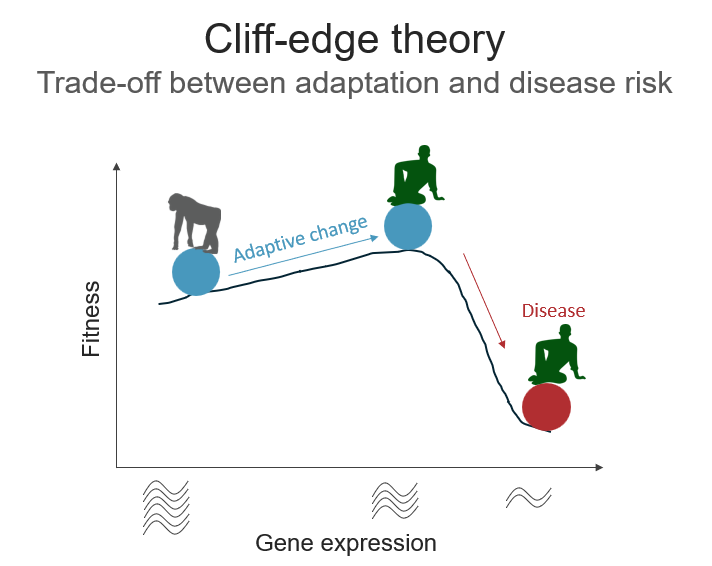 Cliff-edge theory
Trade-off between adaptation and disease risk
Adaptive change
Disease
Fitness
Gene expression